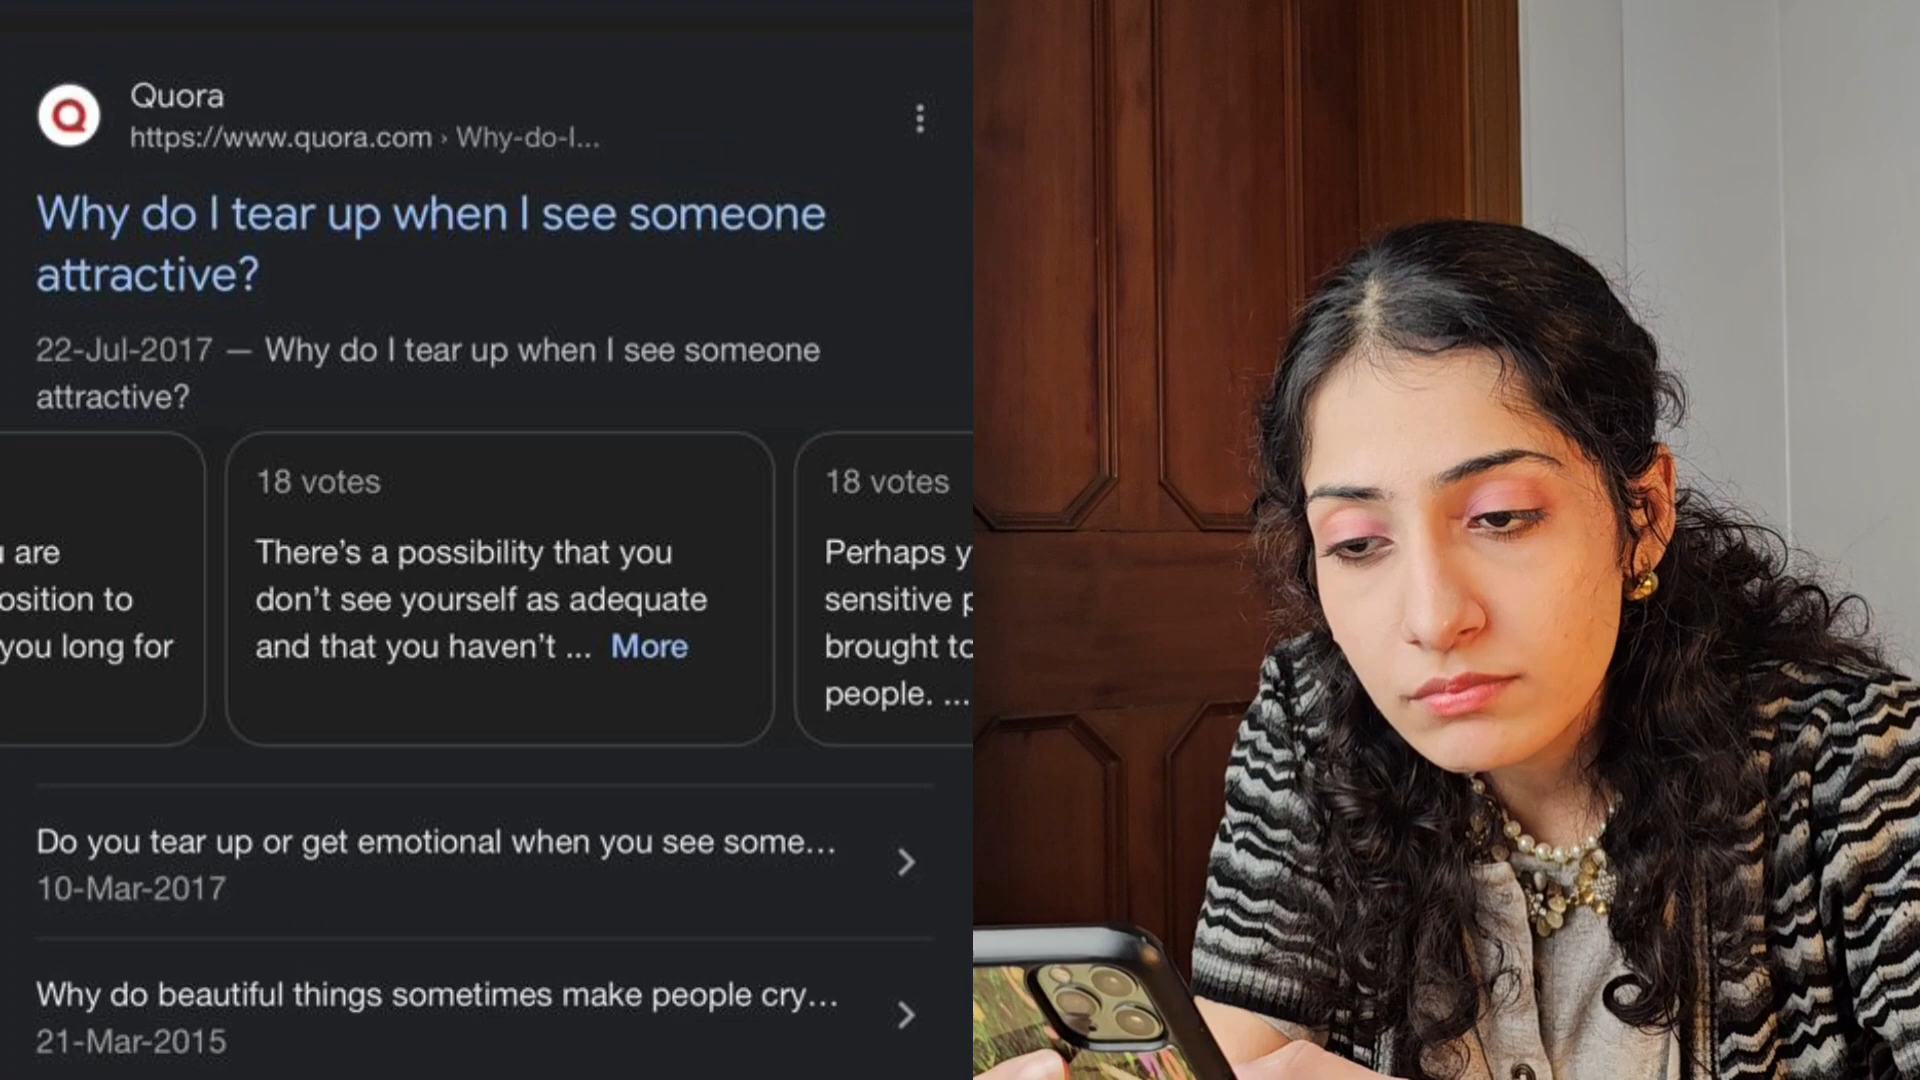 Quora
https://www.quora.com › Why-do-I...
Why do I tear up when I see someone
attractive?
22-Jul-2017 — Why do I tear up when I see someone
attractive?
are
osition to
you long for
18 votes
There's a possibility that you
don't see yourself as adequate
and that you haven't ... More
18 votes
Perhaps y
sensitive p
brought to
people. ...
Do you tear up or get emotional when you see some...
10-Mar-2017
Why do beautiful things sometimes make people cry...
21-Mar-2015